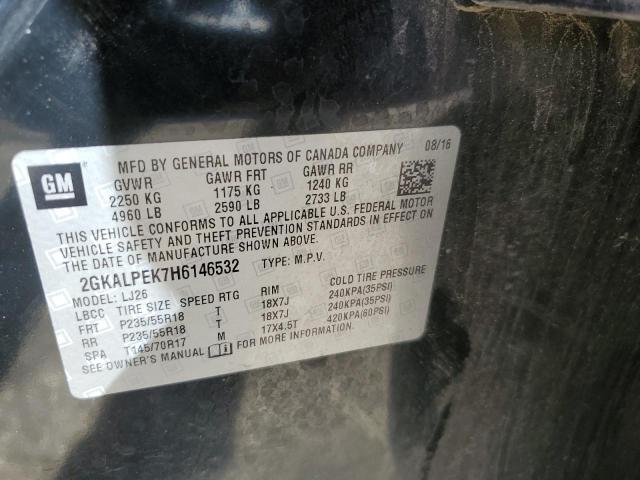 GM
MFD BY GENERAL MOTORS OF CANADA COMPANY 08/16
GVWR GAWR FRT GAWR RR
2250 KG 1175 KG 1240 KG
4960 LB 2590 LB 2733 LB
THIS VEHICLE CONFORMS TO ALL APPLICABLE U.S. FEDERAL MOTOR
VEHICLE SAFETY AND THEFT PREVENTION STANDARDS IN EFFECT ON
THE DATE OF MANUFACTURE SHOWN ABOVE.
2GKALPEK7H6146532 TYPE: M.P.V.
MODEL: LJ26
LBCC TIRE SIZE SPEED RTG RIM COLD TIRE PRESSURE
FRT P235/55R18 T 18X7J 240KPA(35PSI)
RR P235/55R18 T 18X7J 240KPA(35PSI)
SPA T145/70R17 M 17X4.5T 420KPA(60PSI)
SEE OWNER'S MANUAL